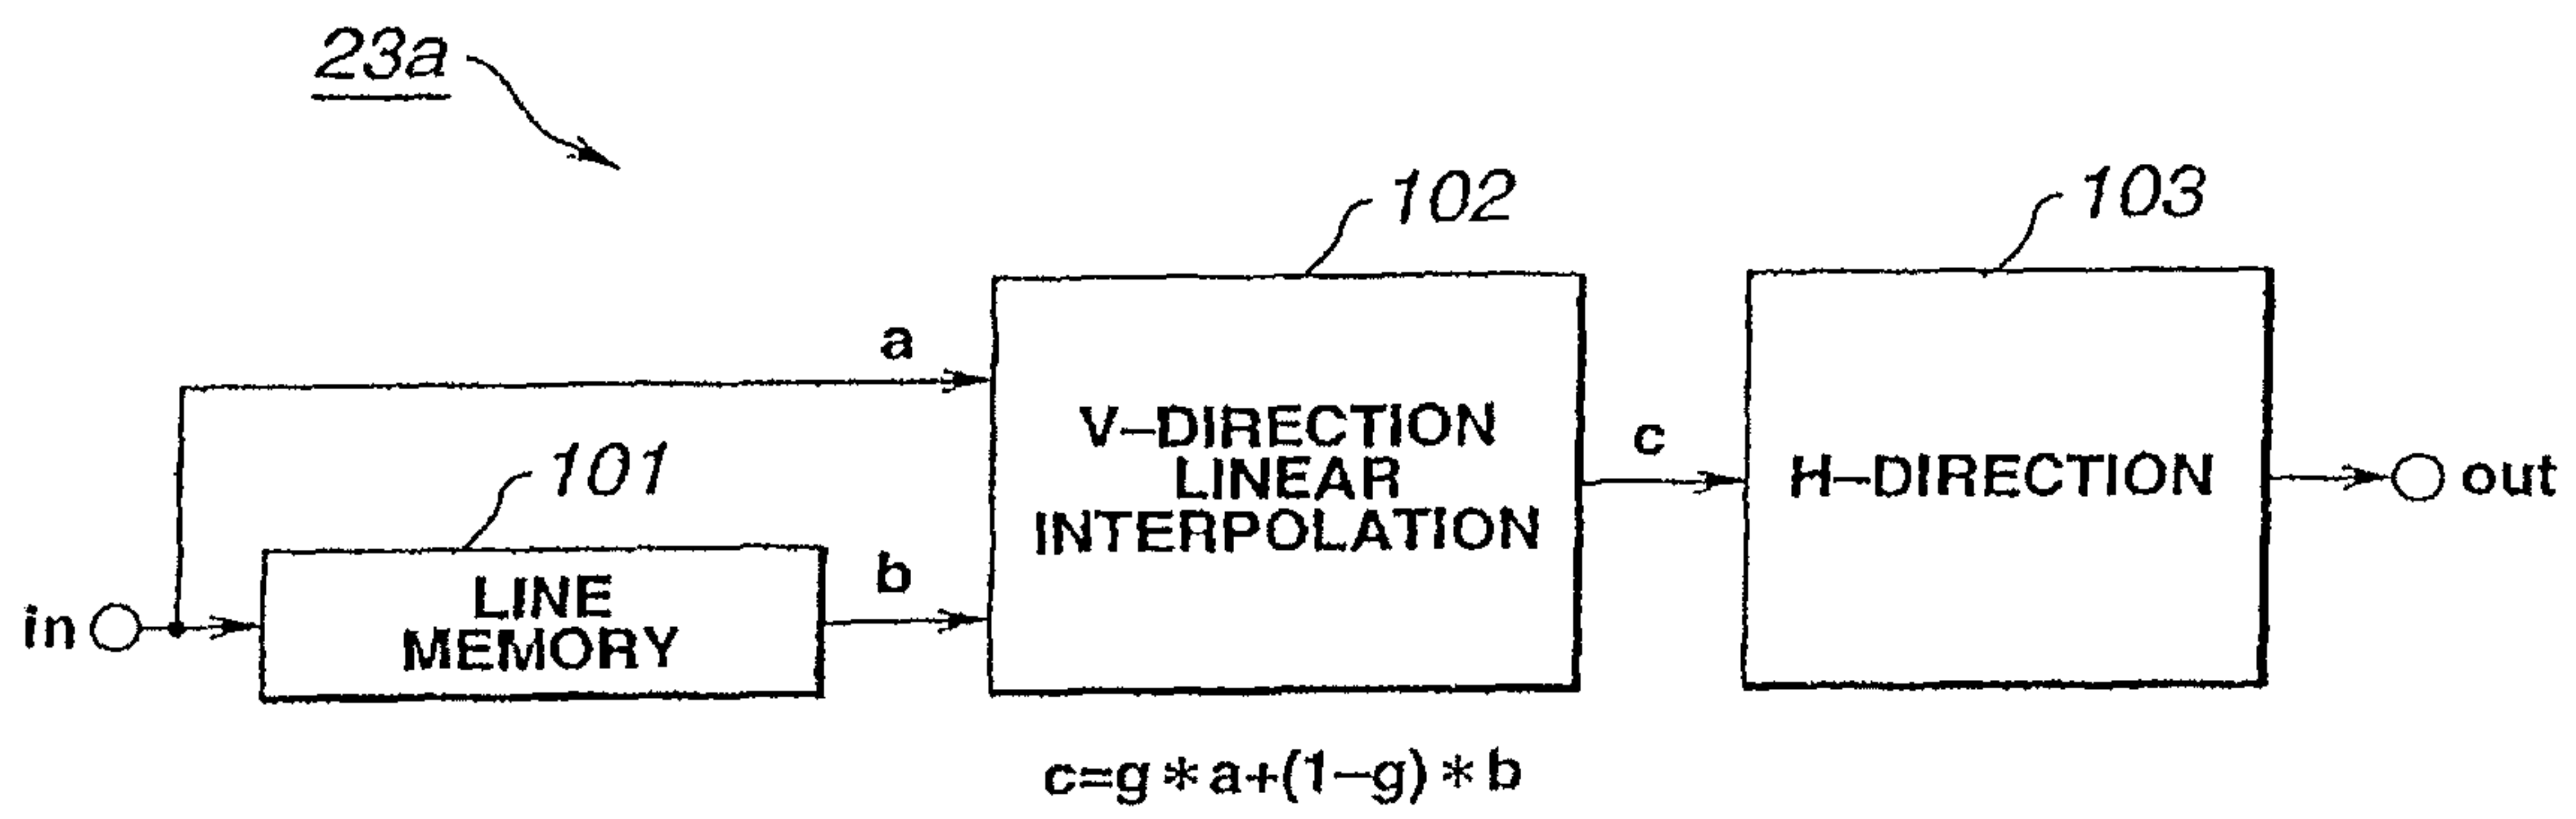 23a
102
103
a
V–DIRECTION
LINEAR
INTERPOLATION
c
H–DIRECTION
out
101
b
in
LINE
MEMORY
c=g*a+(1–g)*b